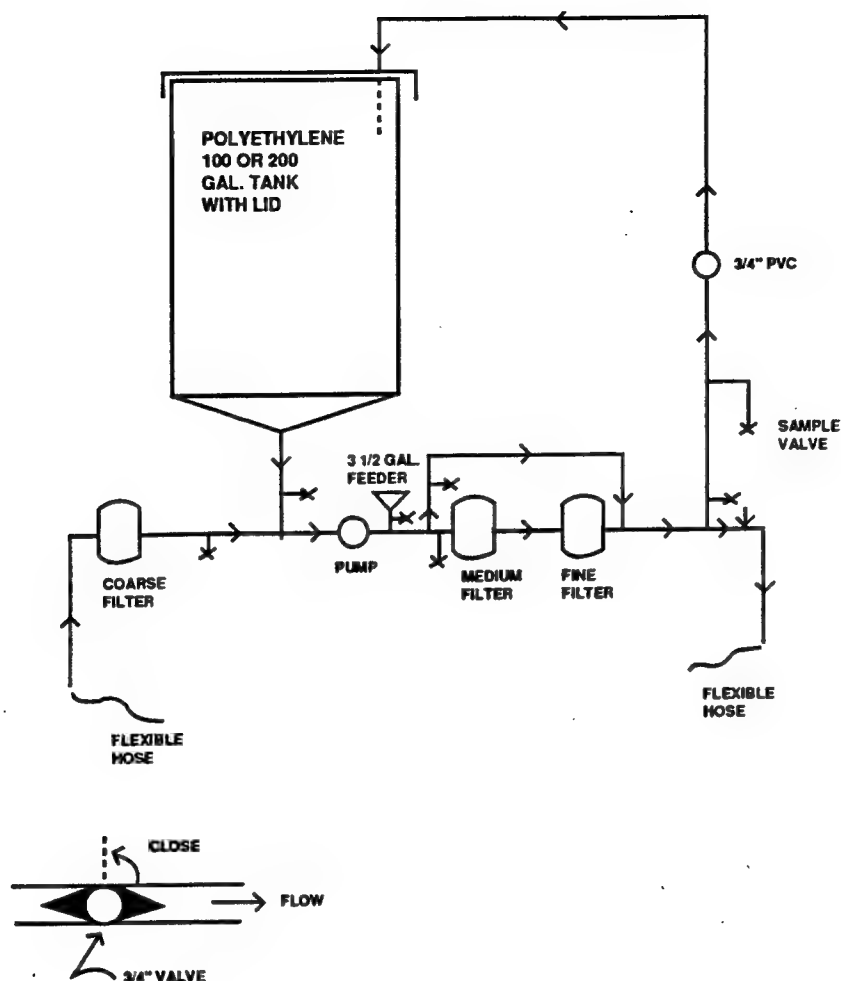 POLYETHYLENE
100 OR 200
GAL. TANK
WITH LID
3/4" PVC
SAMPLE
VALVE
3 1/2 GAL.
FEEDER
COARSE
FILTER
PUMP
MEDIUM
FILTER
FINE
FILTER
FLEXIBLE
HOSE
FLEXIBLE
HOSE
CLOSE
FLOW
3/4" VALVE